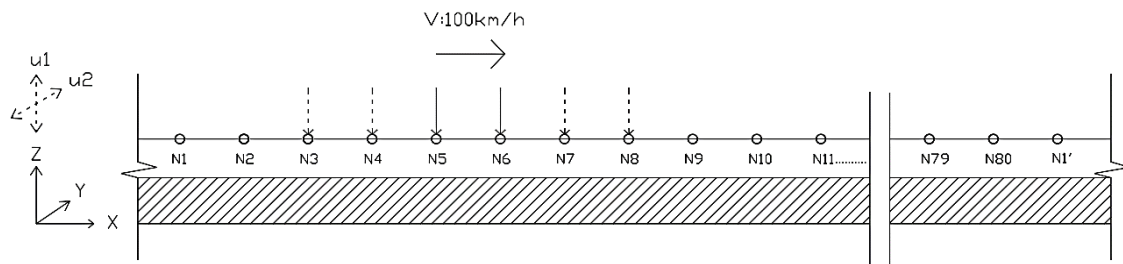 V:100km/h
u1
u2
Z
Y
X
N1 N2 N3 N4 N5 N6 N7 N8 N9 N10 N11.......... N79 N80 N1'